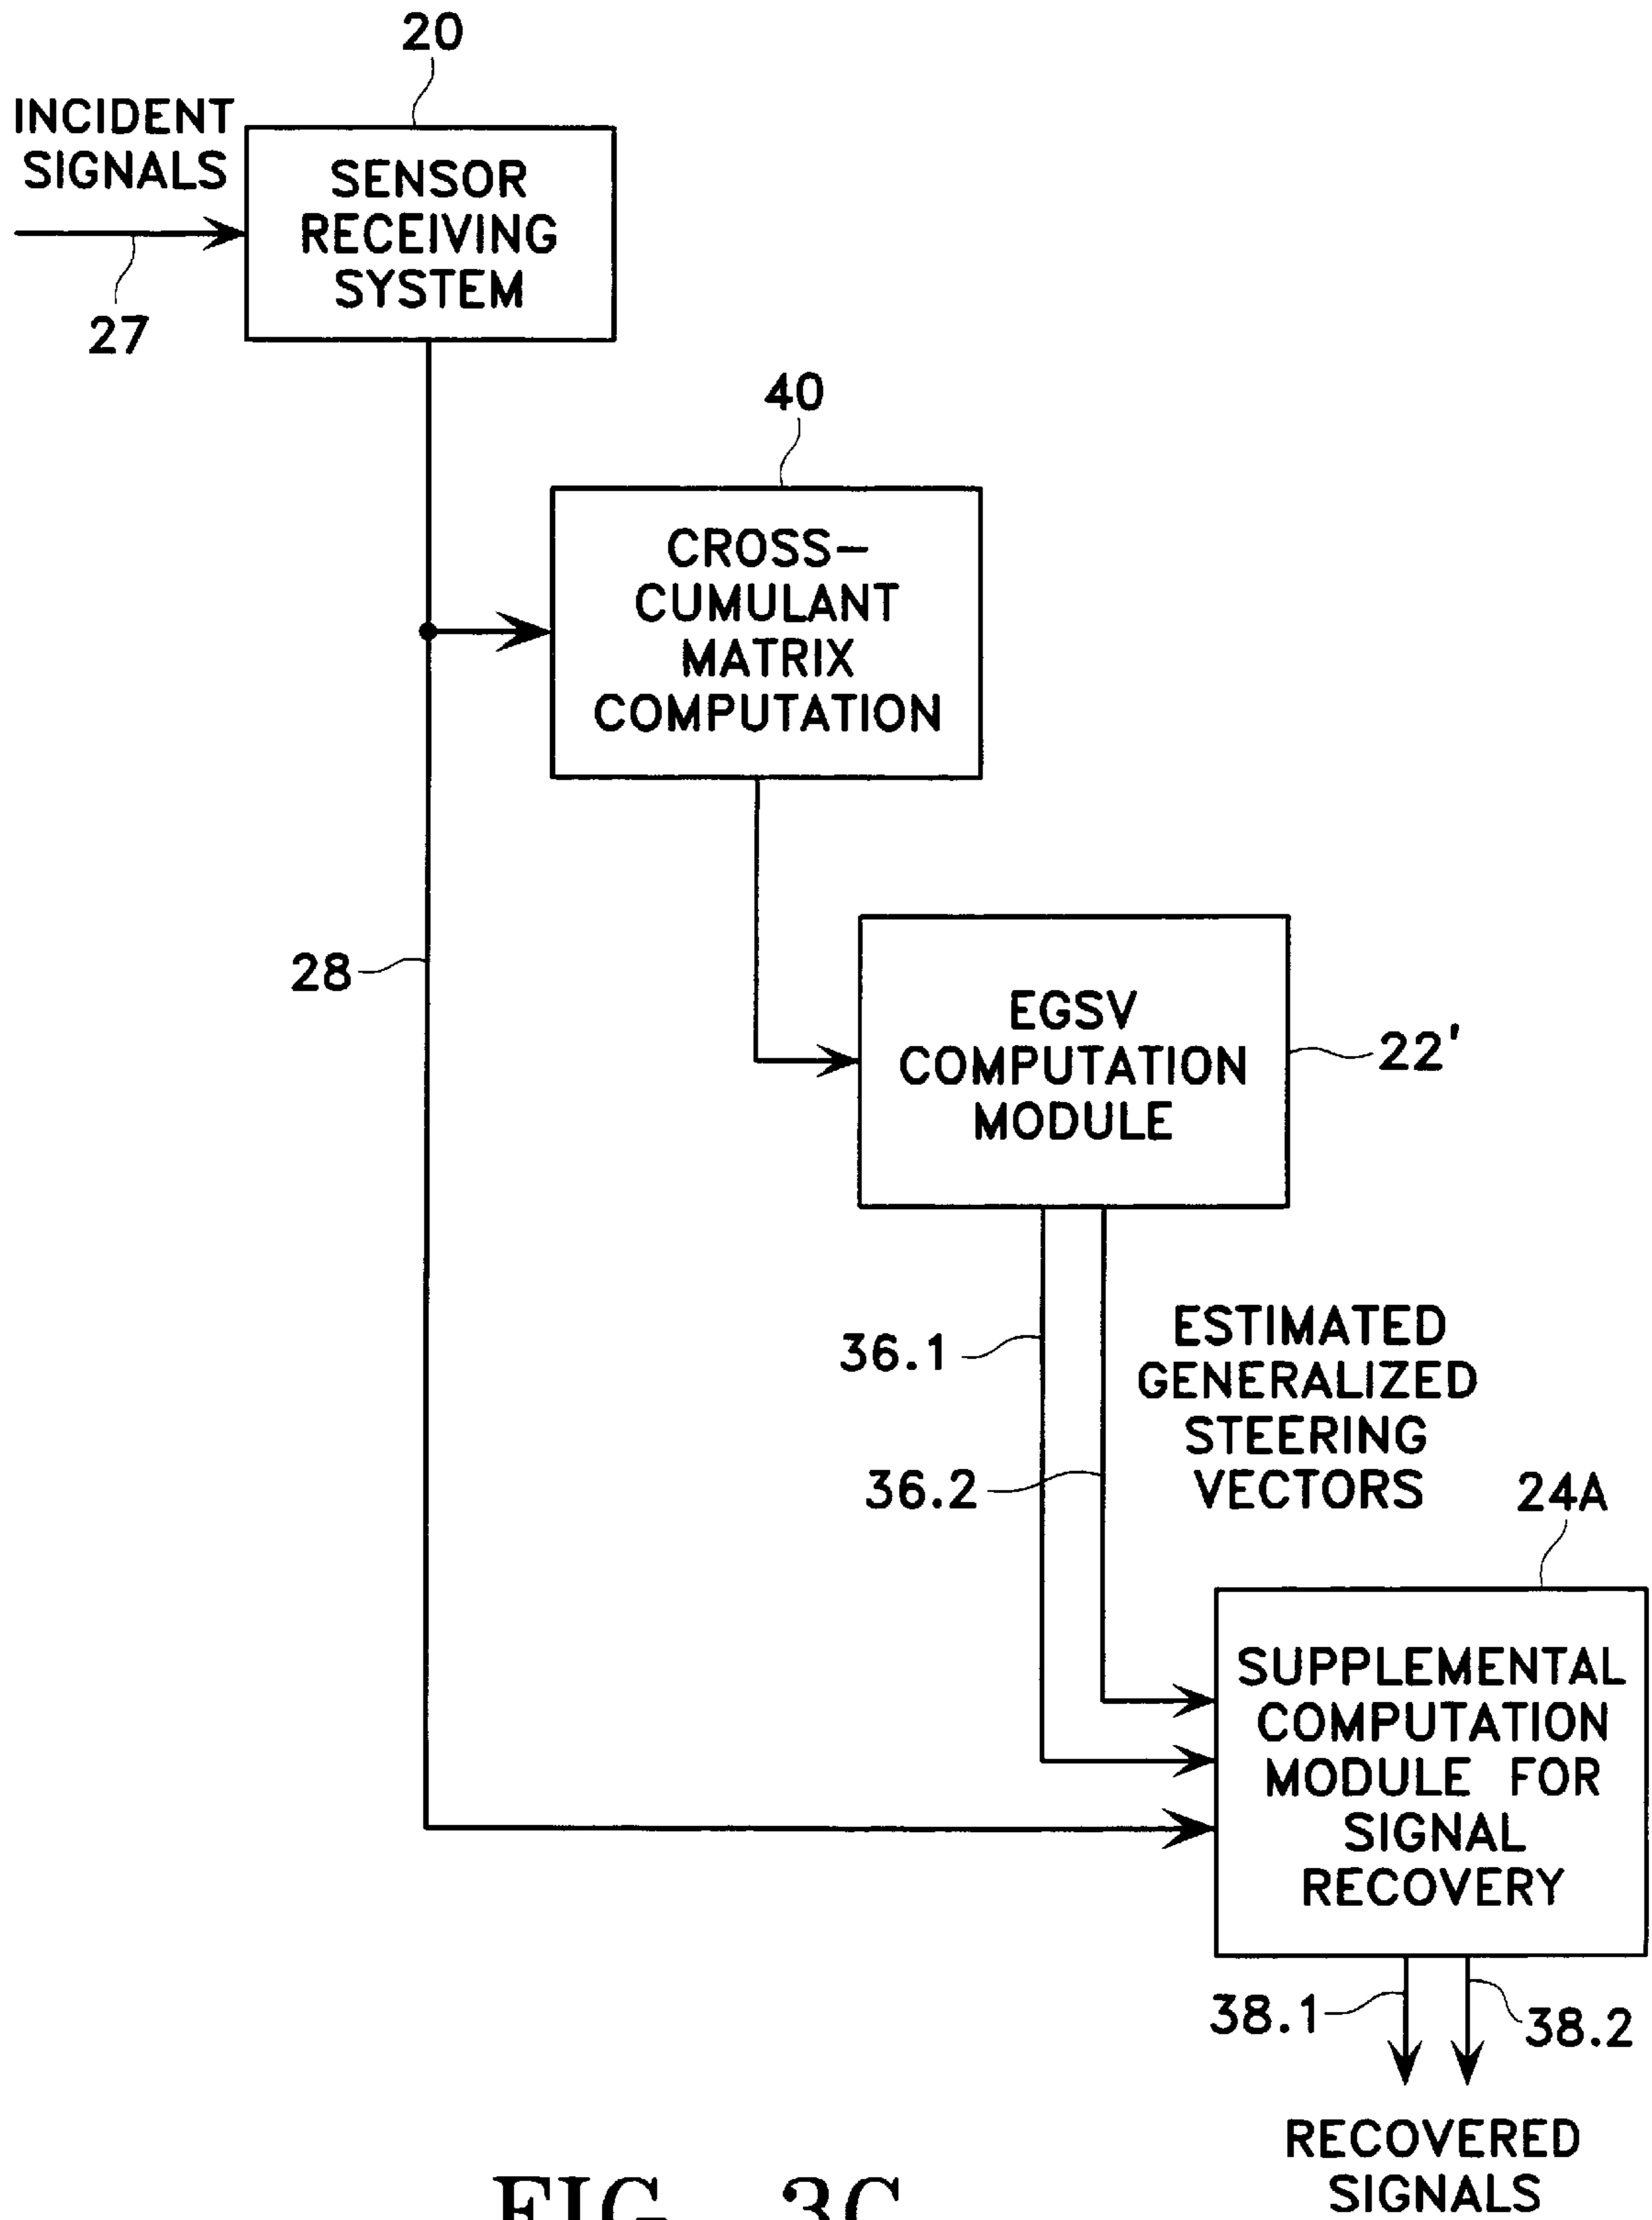 20
INCIDENT
SIGNALS
27
SENSOR
RECEIVING
SYSTEM
40
CROSS-
CUMULANT
MATRIX
COMPUTATION
28
EGSV
COMPUTATION
MODULE
22'
36.1
36.2
ESTIMATED
GENERALIZED
STEERING
VECTORS
24A
SUPPLEMENTAL
COMPUTATION
MODULE FOR
SIGNAL
RECOVERY
38.1
38.2
RECOVERED
SIGNALS
FIG. 3C